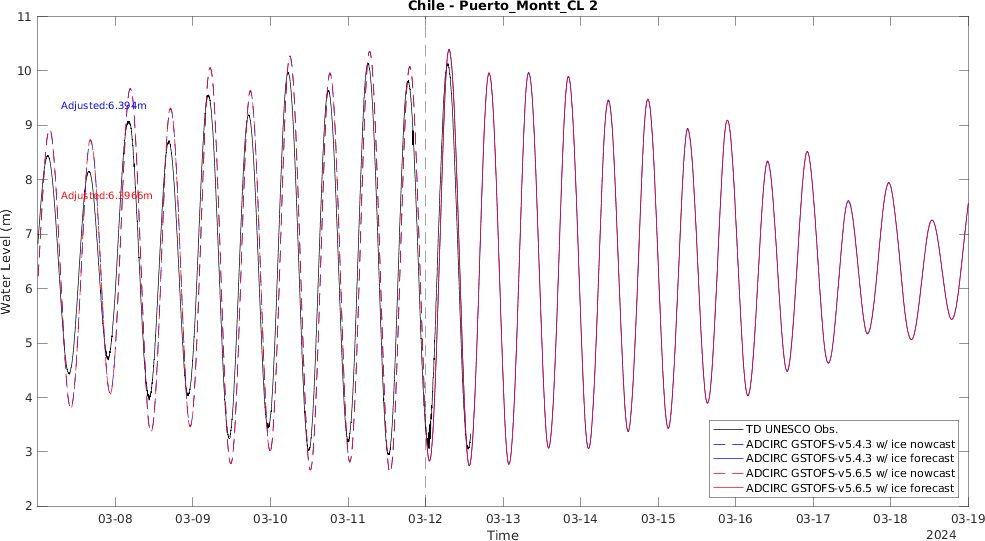 Chile - Puerto_Montt_CL 2
11
10
9
8
7
6
5
4
3
2
Water Level (m)
Adjusted:6.394m
Adjusted:6.3966m
TD UNESCO Obs.
ADCIRC GSTOFS-v5.4.3 w/ ice nowcast
ADCIRC GSTOFS-v5.4.3 w/ ice forecast
ADCIRC GSTOFS-v5.6.5 w/ ice nowcast
ADCIRC GSTOFS-v5.6.5 w/ ice forecast
03-08 03-09 03-10 03-11 03-12 03-13 03-14 03-15 03-16 03-17 03-18 03-19
Time
2024